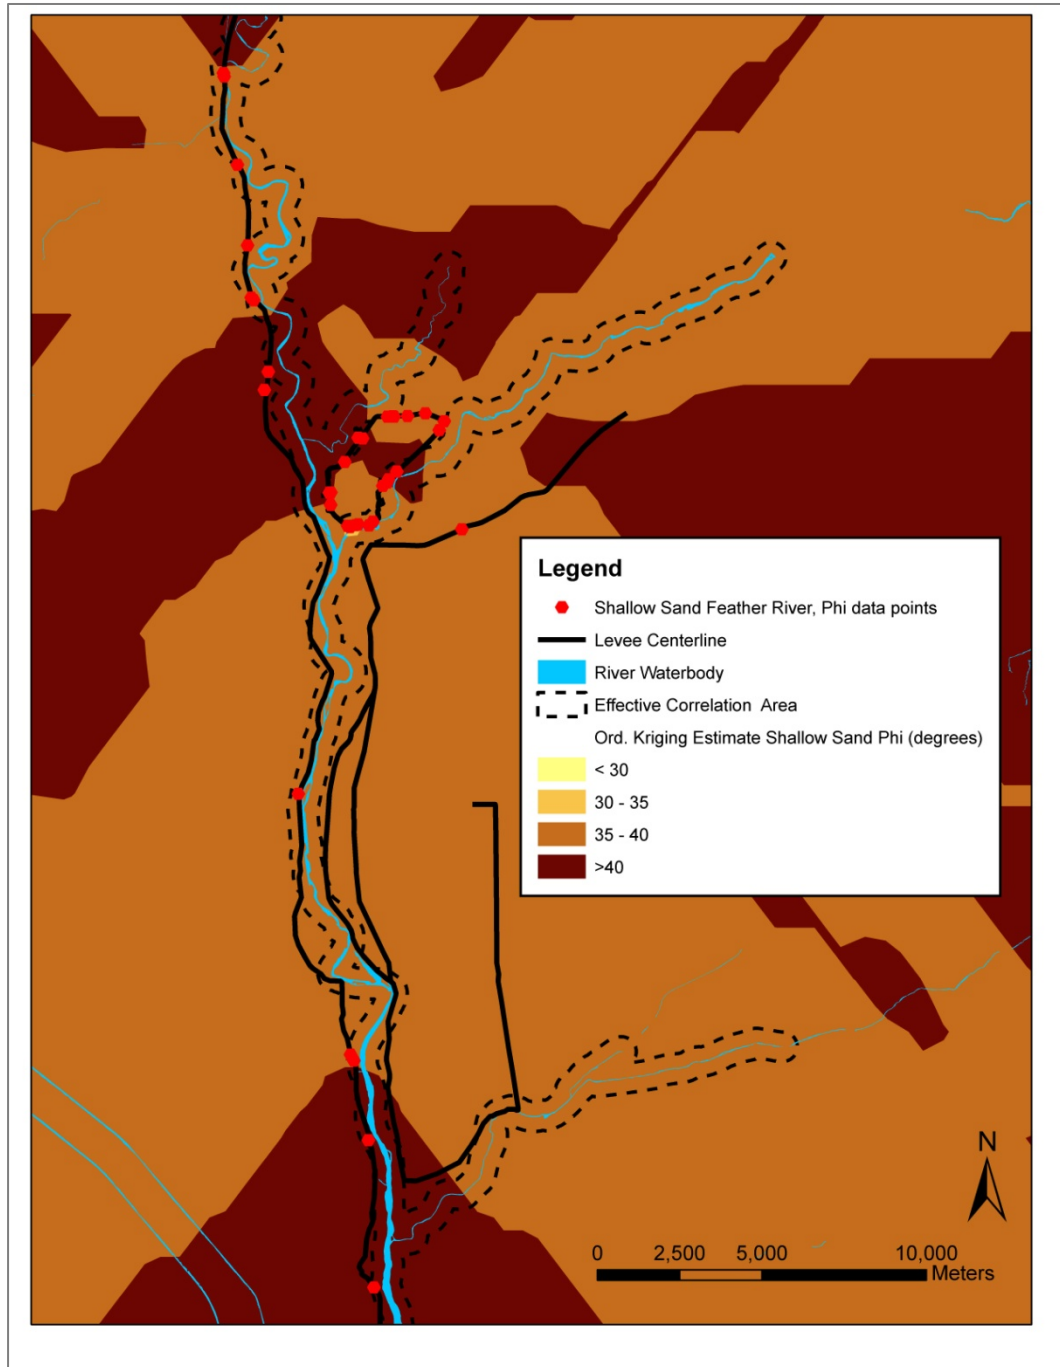 Legend
Shallow Sand Feather River, Phi data points
Levee Centerline
River Waterbody
Effective Correlation Area
Ord. Kriging Estimate Shallow Sand Phi (degrees)
< 30
30 - 35
35 - 40
>40
N
0 2,500 5,000 10,000
Meters